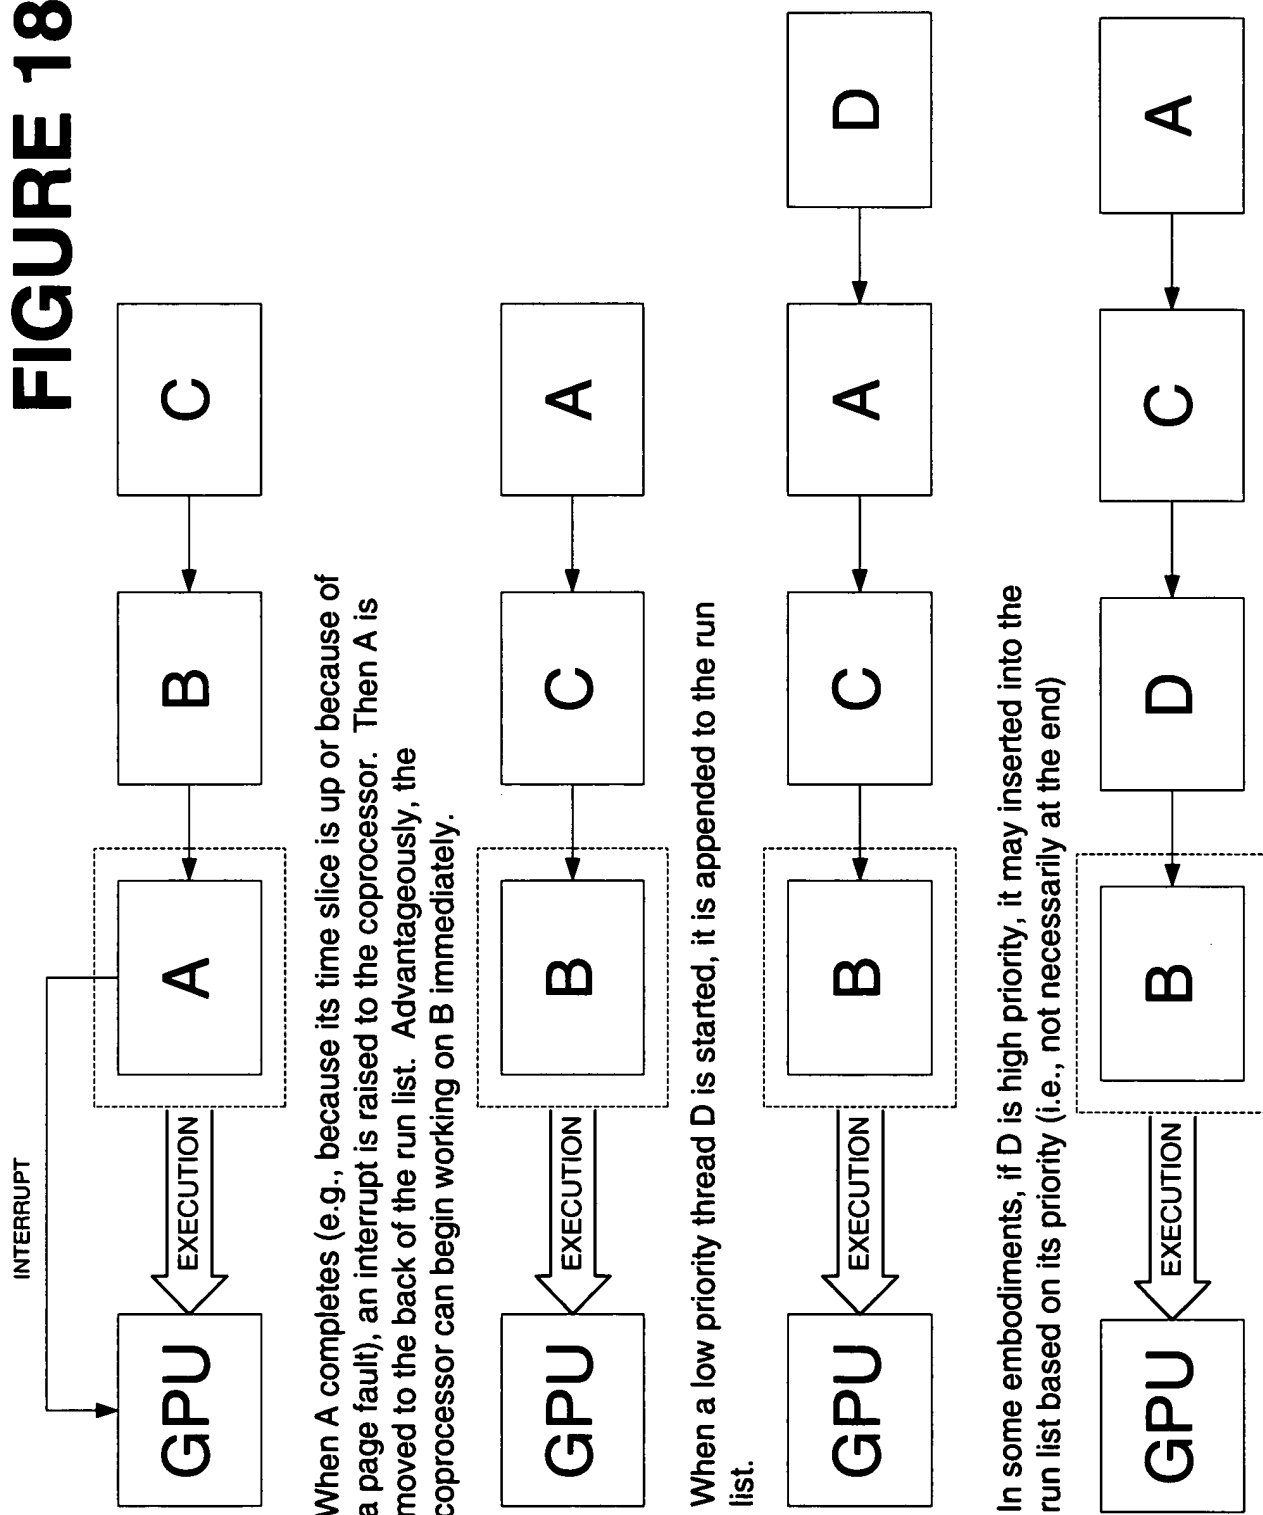 FIGURE 18
INTERRUPT
GPU
EXECUTION
A
B
C
When A completes (e.g., because its time slice is up or because of
a page fault), an interrupt is raised to the coprocessor. Then A is
moved to the back of the run list. Advantageously, the
coprocessor can begin working on B immediately.
GPU
EXECUTION
B
C
A
When a low priority thread D is started, it is appended to the run
list.
GPU
EXECUTION
B
C
A
D
In some embodiments, if D is high priority, it may inserted into the
run list based on its priority (i.e., not necessarily at the end)
GPU
EXECUTION
B
D
C
A